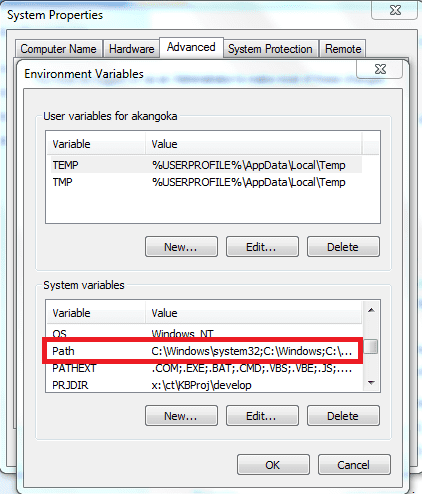 System Properties
Computer Name Hardware Advanced System Protection Remote
Environment Variables
User variables for akangoka
Variable Value
TEMP %USERPROFILE%\AppData\Local\Temp
TMP %USERPROFILE%\AppData\Local\Temp
New... Edit... Delete
System variables
Variable Value
OS Windows_NT
Path C:\Windows\system32;C:\Windows;C:\...
PATHEXT .COM;.EXE;.BAT;.CMD;.VBS;.VBE;.JS;....
PRJDIR x:\ct\KBProj\develop
New... Edit... Delete
OK Cancel